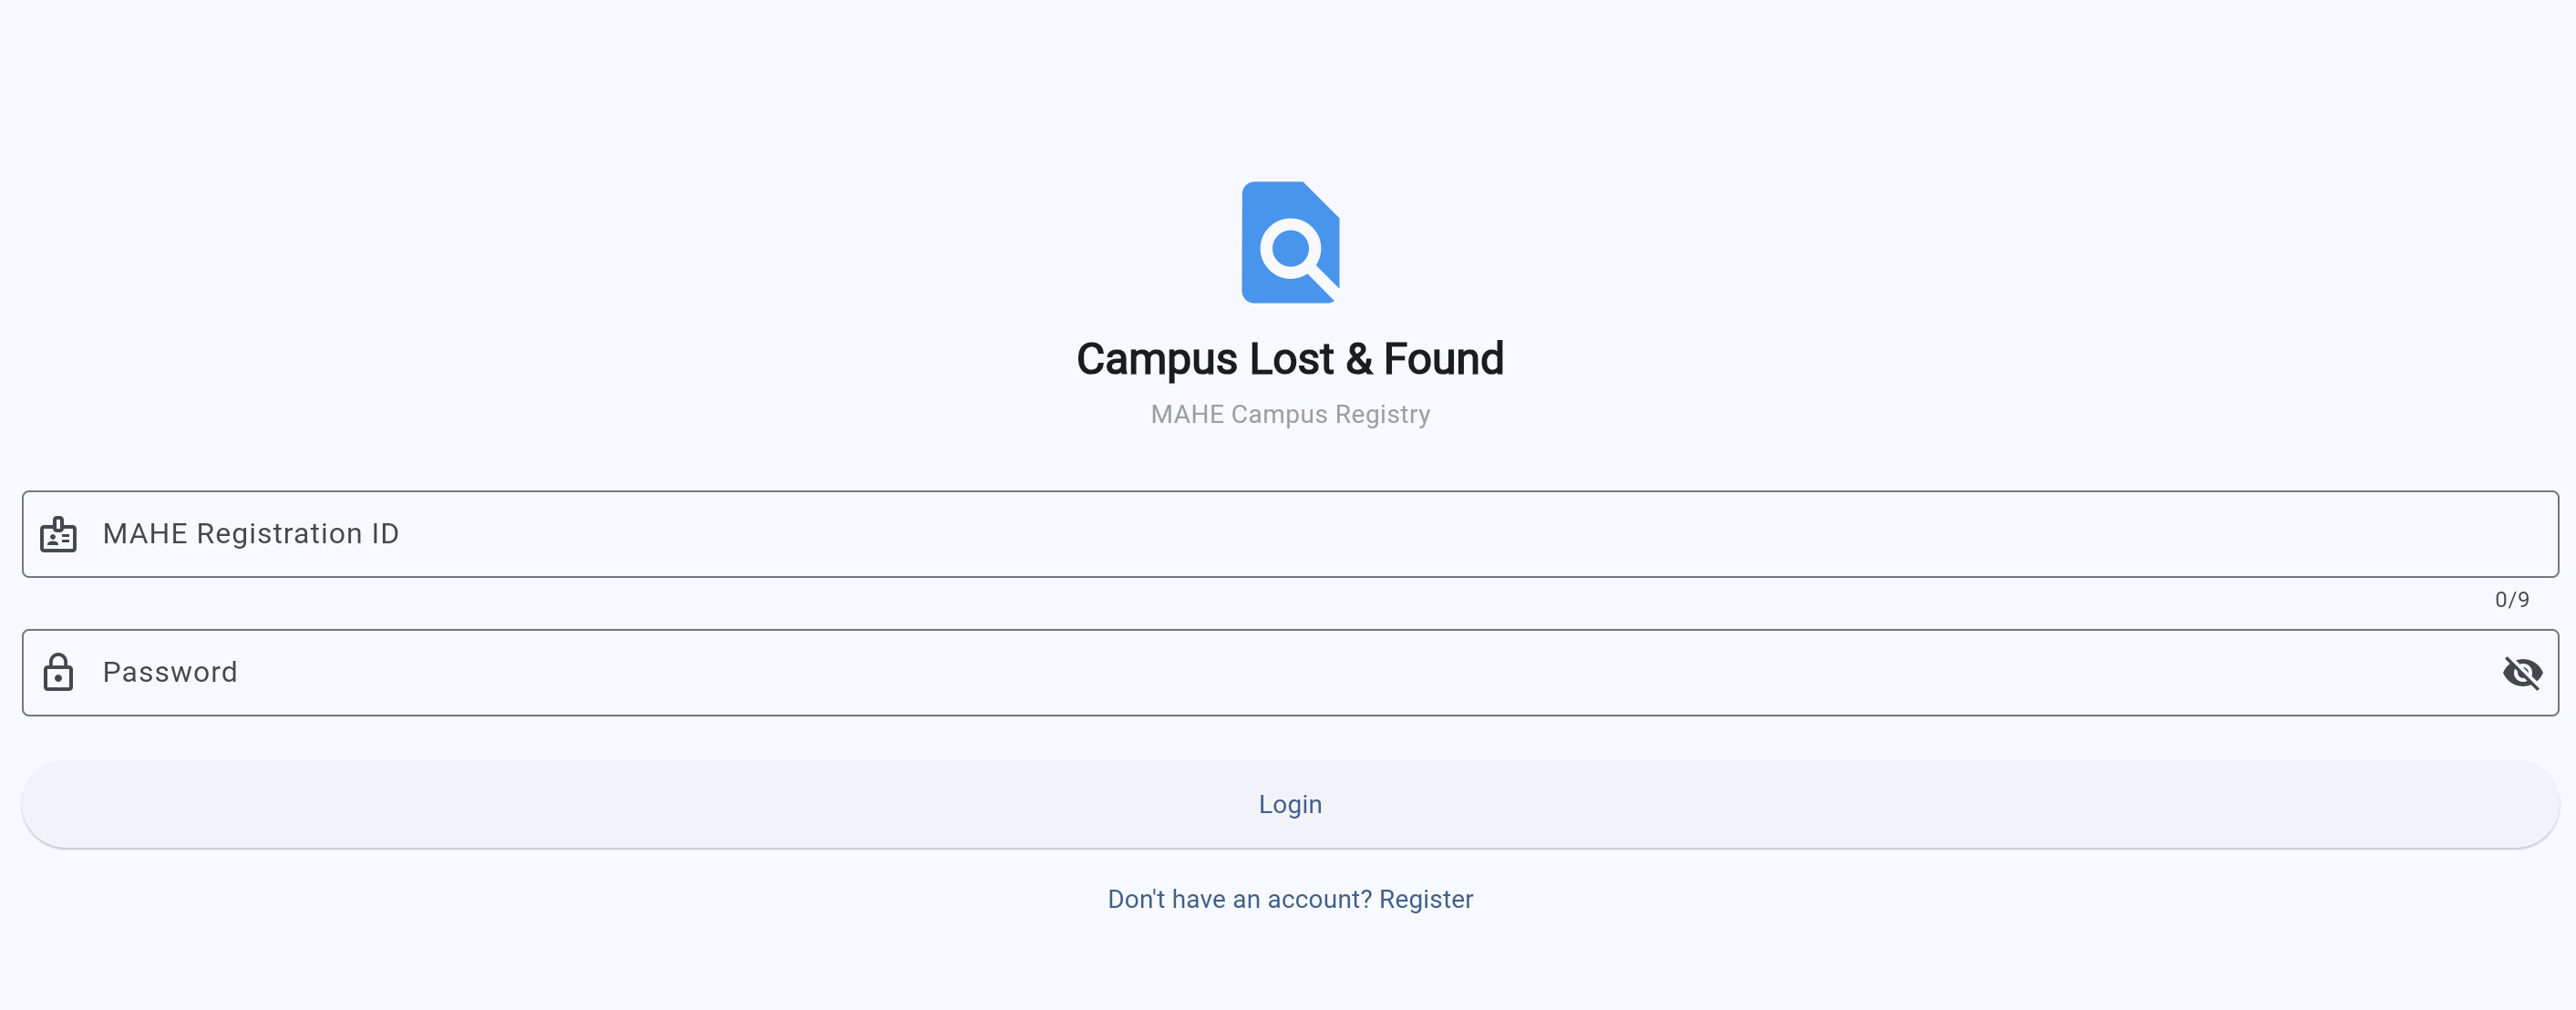 Campus Lost & Found
MAHE Campus Registry
MAHE Registration ID
0/9
Password
Login
Don't have an account? Register